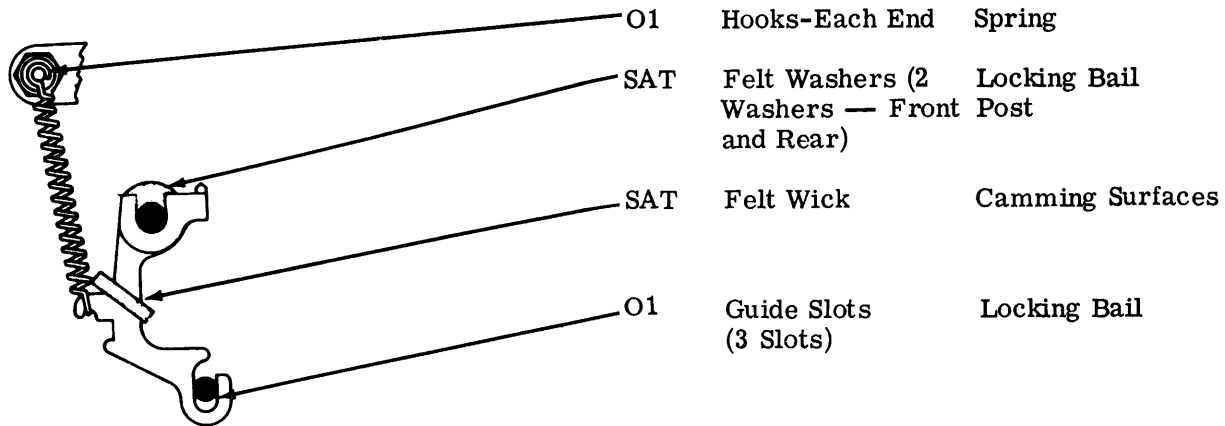 O1 Hooks-Each End Spring
SAT Felt Washers (2 Locking Bail
Washers — Front Post
and Rear)
SAT Felt Wick Camming Surfaces
O1 Guide Slots Locking Bail
(3 Slots)